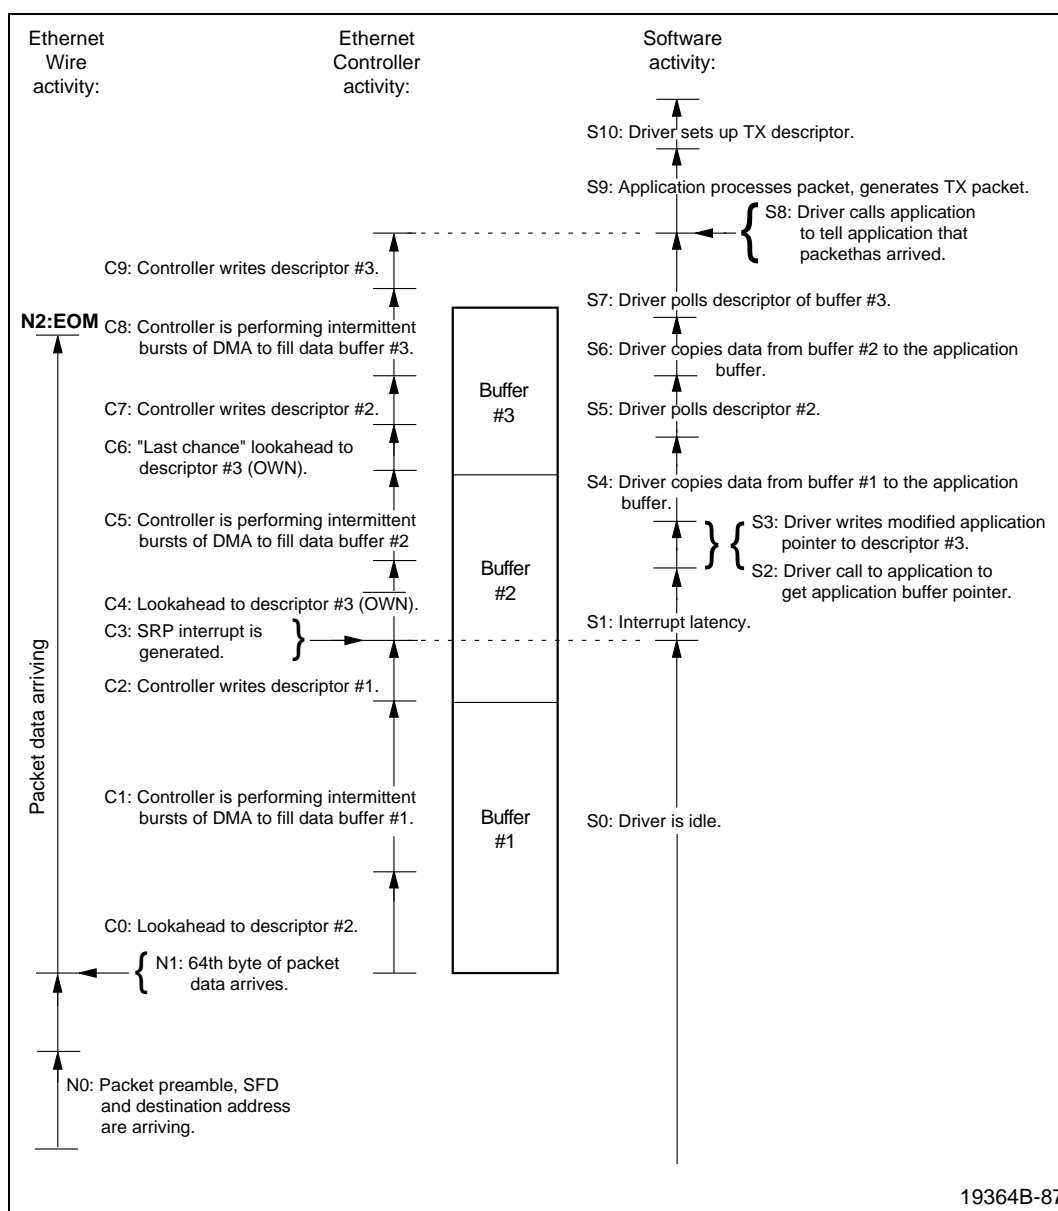 Ethernet
Wire
activity:
Ethernet
Controller
activity:
Software
activity:
S10: Driver sets up TX descriptor.
S9: Application processes packet, generates TX packet.
S8: Driver calls application
to tell application that
packethas arrived.
C9: Controller writes descriptor #3.
S7: Driver polls descriptor of buffer #3.
N2:EOM
C8: Controller is performing intermittent
bursts of DMA to fill data buffer #3.
S6: Driver copies data from buffer #2 to the application
buffer.
Buffer
#3
C7: Controller writes descriptor #2.
S5: Driver polls descriptor #2.
C6: "Last chance" lookahead to
descriptor #3 (OWN).
S4: Driver copies data from buffer #1 to the application
buffer.
C5: Controller is performing intermittent
bursts of DMA to fill data buffer #2
S3: Driver writes modified application
pointer to descriptor #3.
Buffer
#2
S2: Driver call to application to
get application buffer pointer.
C4: Lookahead to descriptor #3 (OWN).
S1: Interrupt latency.
C3: SRP interrupt is
generated.
C2: Controller writes descriptor #1.
Packet data arriving
C1: Controller is performing intermittent
bursts of DMA to fill data buffer #1.
Buffer
#1
S0: Driver is idle.
C0: Lookahead to descriptor #2.
N1: 64th byte of packet
data arrives.
N0: Packet preamble, SFD
and destination address
are arriving.
19364B-87